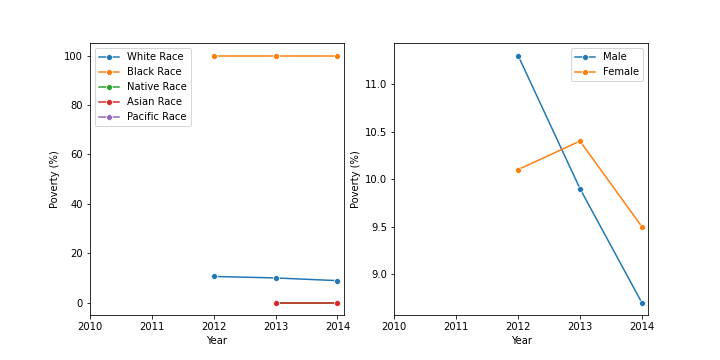 100
80
60
40
20
0
Poverty (%)
White Race
Black Race
Native Race
Asian Race
Pacific Race
2010
2011
2012
2013
2014
Year
11.0
10.5
10.0
9.5
9.0
Poverty (%)
Male
Female
2010
2011
2012
2013
2014
Year